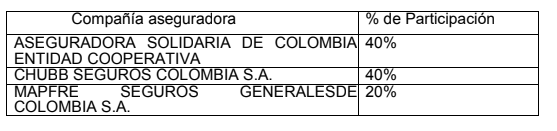 Compañía aseguradora % de Participación
ASEGURADORA SOLIDARIA DE COLOMBIA 40%
ENTIDAD COOPERATIVA
CHUBB SEGUROS COLOMBIA S.A. 40%
MAPFRE SEGUROS GENERALESDE 20%
COLOMBIA S.A.